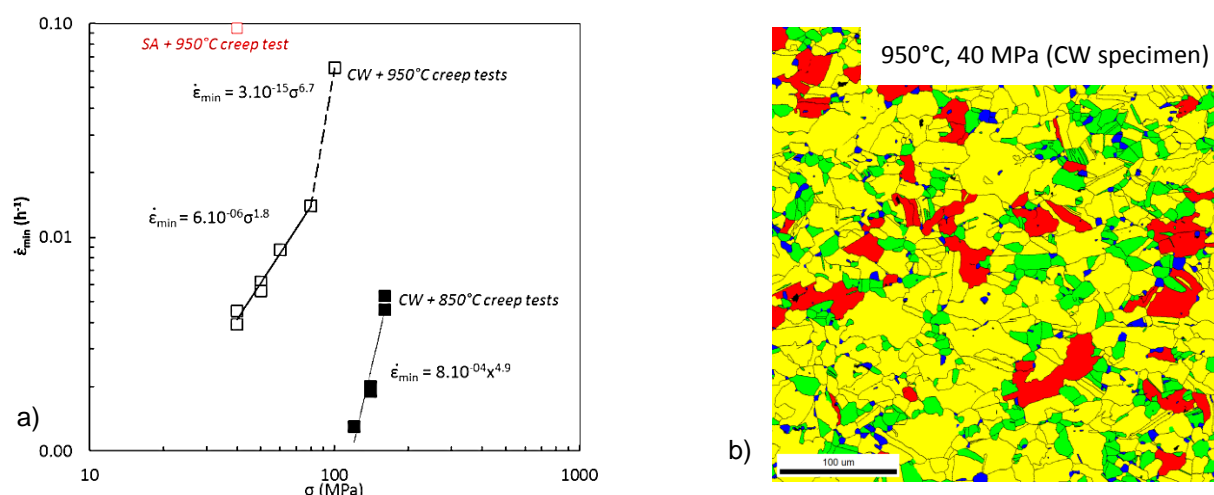 0.10
SA + 950°C creep test
CW + 950°C creep tests
ε̇min = 3.10-15σ6.7
ε̇min (h-1)
ε̇min = 6.10-06σ1.8
0.01
CW + 850°C creep tests
ε̇min = 8.10-04x4.9
0.00
10
100
1000
σ (MPa)
a)
950°C, 40 MPa (CW specimen)
100 um
b)